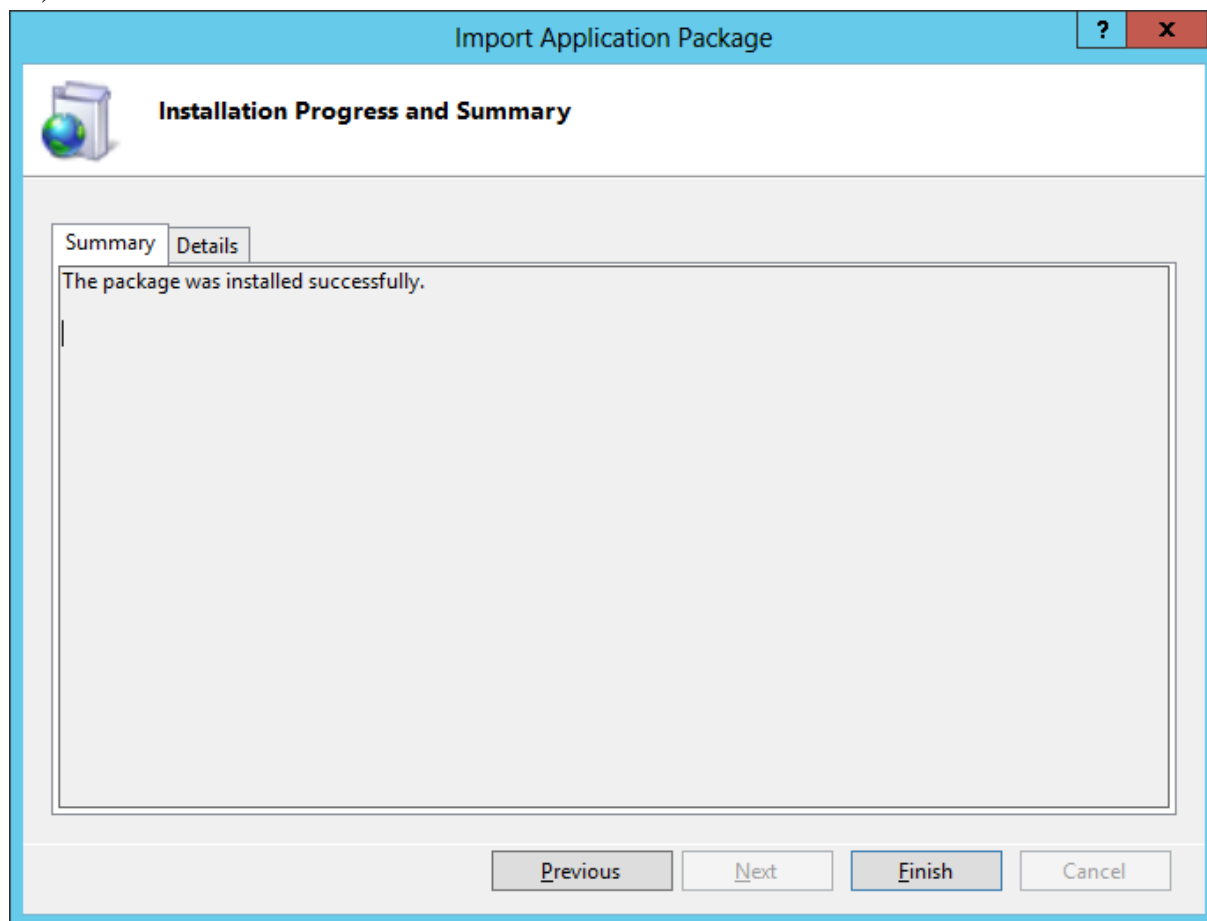 Import Application Package
?
x
Installation Progress and Summary
Summary
Details
The package was installed successfully.
Previous
Next
Finish
Cancel